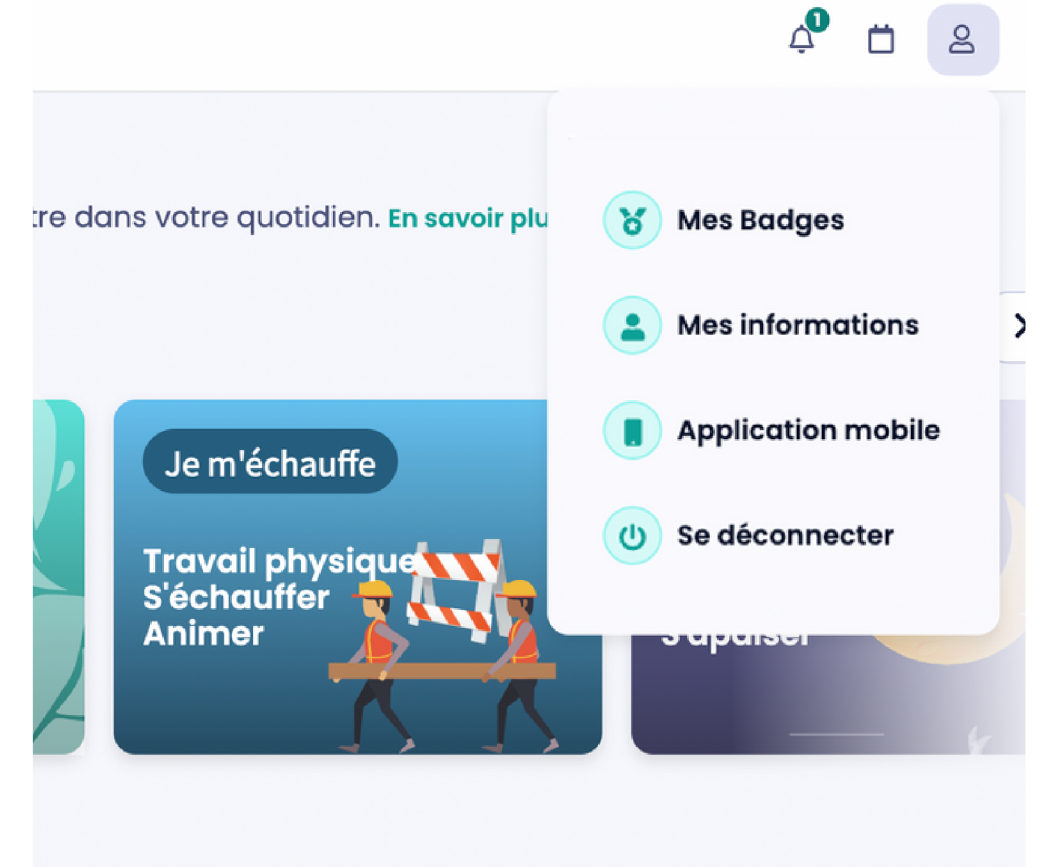 1
tre dans votre quotidien. En savoir plu
Mes Badges
Mes informations
Application mobile
Se déconnecter
Je m'échauffe
Travail physique
S'échauffer
Animer
S'apaiser